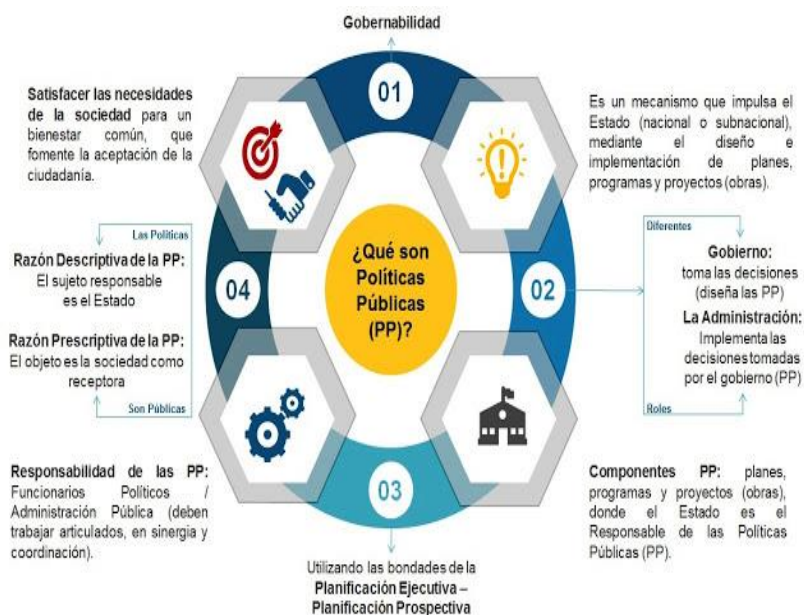 Gobernabilidad
01
Satisfacer las necesidades
de la sociedad para un
bienestar común, que
fomente la aceptación de la
ciudadanía.
Es un mecanismo que impulsa el
Estado (nacional o subnacional),
mediante el diseño e
implementación de planes,
programas y proyectos (obras).
Las Políticas
Razón Descriptiva de la PP:
El sujeto responsable
es el Estado
Razón Prescriptiva de la PP:
El objeto es la sociedad como
receptora
Son Públicas
04
¿Qué son
Políticas
Públicas
(PP)?
02
Diferentes
Gobierno:
toma las decisiones
(diseña las PP)
La Administración:
Implementa las
decisiones tomadas
por el gobierno (PP)
Roles
Responsabilidad de las PP:
Funcionarios Políticos /
Administración Pública (deben
trabajar articulados, en sinergia y
coordinación).
03
Componentes PP: planes,
programas y proyectos (obras),
donde el Estado es el
Responsable de las Políticas
Públicas (PP).
Utilizando las bondades de la
Planificación Ejecutiva –
Planificación Prospectiva